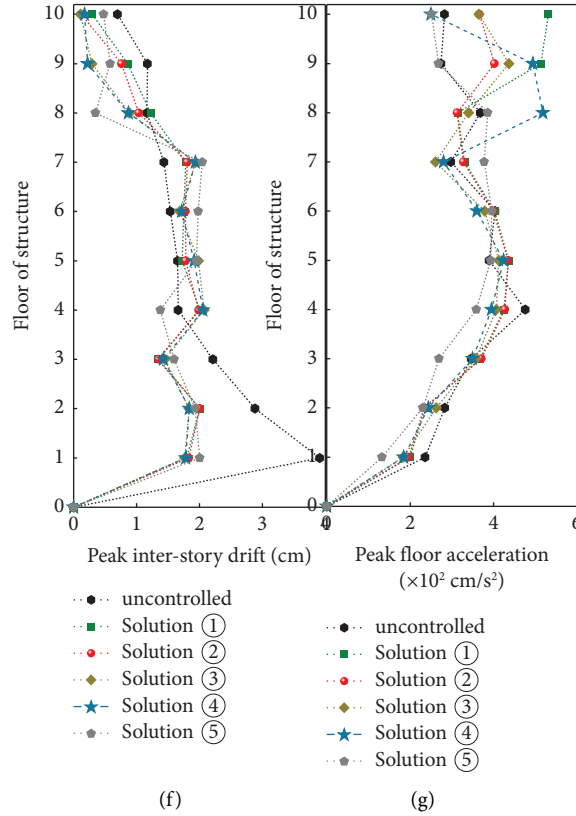 10
9
8
7
6
5
4
3
2
1
0
Floor of structure
0
1
2
3
4
Peak inter-story drift (cm)
uncontrolled
Solution ①
Solution ②
Solution ③
Solution ④
Solution ⑤
(f)
10
9
8
7
6
5
4
3
2
1
0
Floor of structure
0
2
4
6
Peak floor acceleration
(×10² cm/s²)
uncontrolled
Solution ①
Solution ②
Solution ③
Solution ④
Solution ⑤
(g)